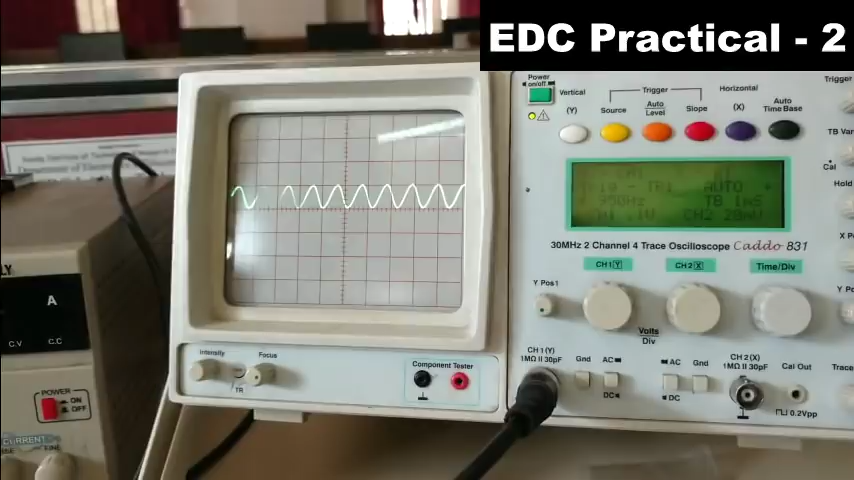 EDC Practical - 2
Power
on/off
Vertical
(Y)
Trigger
Source
Auto
Level
Slope
Horizontal
(X)
Auto
Time Base
Trigger
TB Var
Cal
Hold
X P
Y Po
Trace
AUTO
TB 1mS
CH2 20mV
30MHz 2 Channel 4 Trace Oscilloscope Caddo 831
CH1 Y
CH2 X
Time/Div
Y Pos1
Volts
Div
CH 1 (Y)
1MΩ II 30pF
Gnd
AC
DC
AC
DC
Gnd
CH 2 (X)
1MΩ II 30pF
Cal Out
0.2Vpp
Intensity
TR
Focus
Component Tester
A
C.V
C.C
POWER
ON
OFF
CURRENT